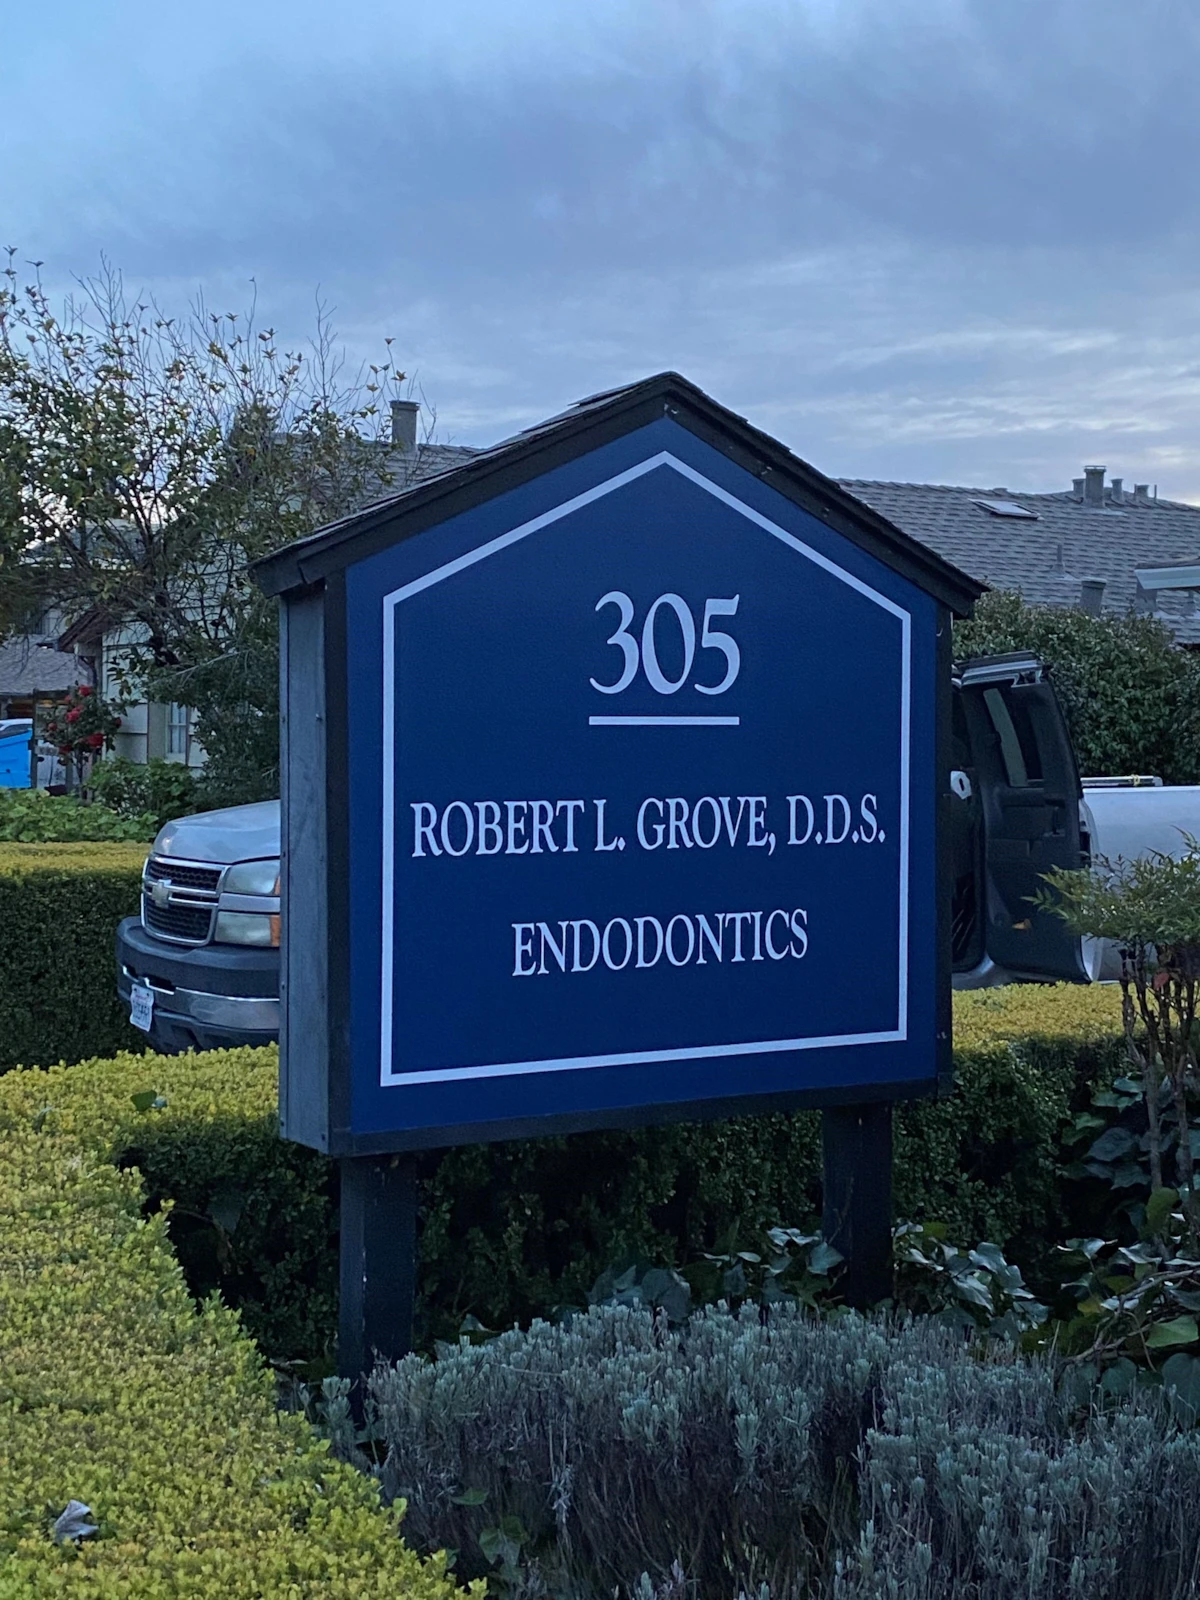 305
ROBERT L. GROVE, D.D.S.
ENDODONTICS